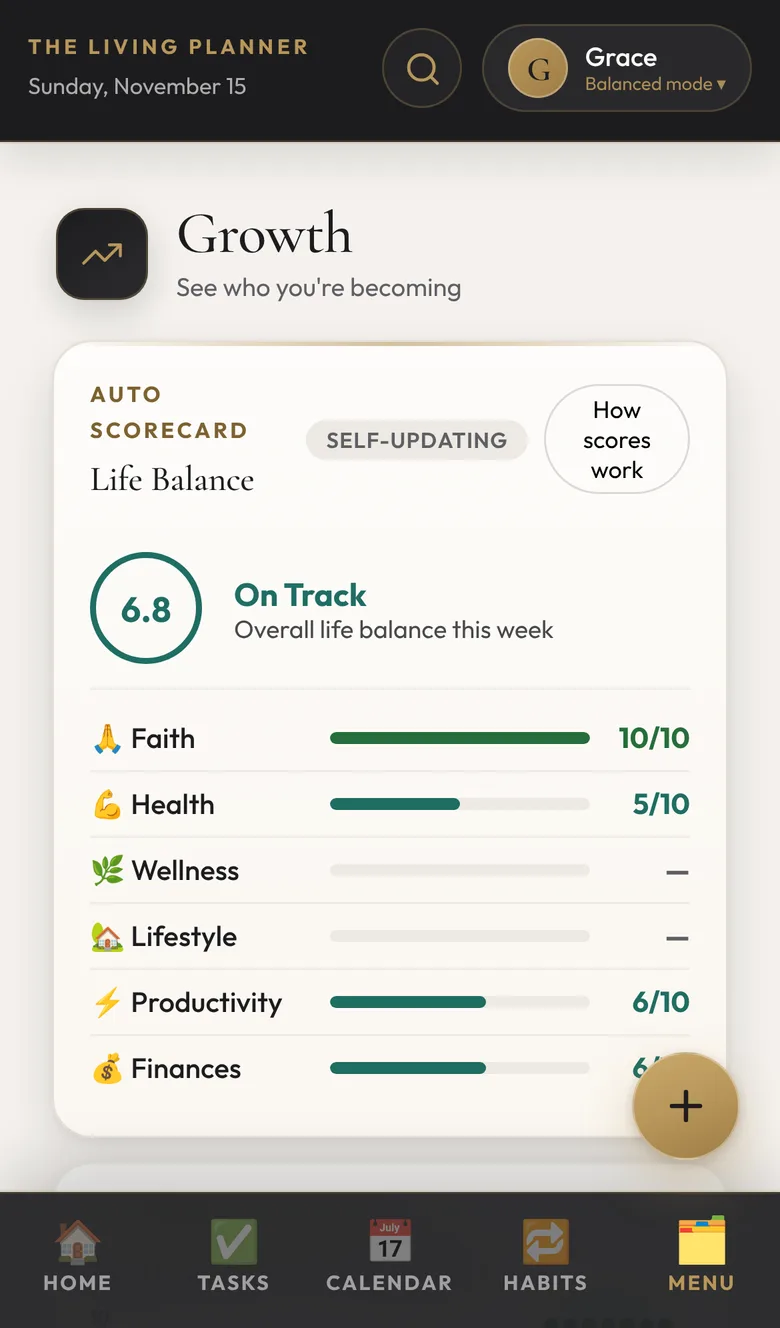 THE LIVING PLANNER
Sunday, November 15
G
Grace
Balanced mode ▾
Growth
See who you're becoming
AUTO
SCORECARD
Life Balance
SELF-UPDATING
How
scores
work
6.8
On Track
Overall life balance this week
Faith
10/10
Health
5/10
Wellness
–
Lifestyle
–
Productivity
6/10
Finances
6/
+
July
17
HOME
TASKS
CALENDAR
HABITS
MENU